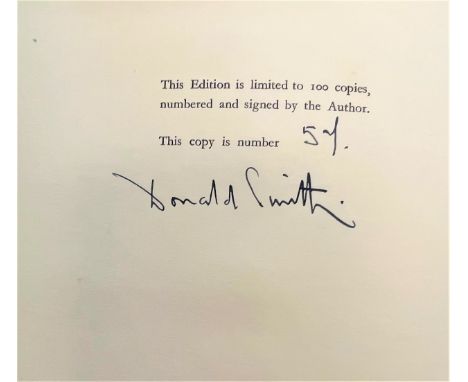 This Edition is limited to 100 copies,
numbered and signed by the Author.
This copy is number 57.
Donald Smith.